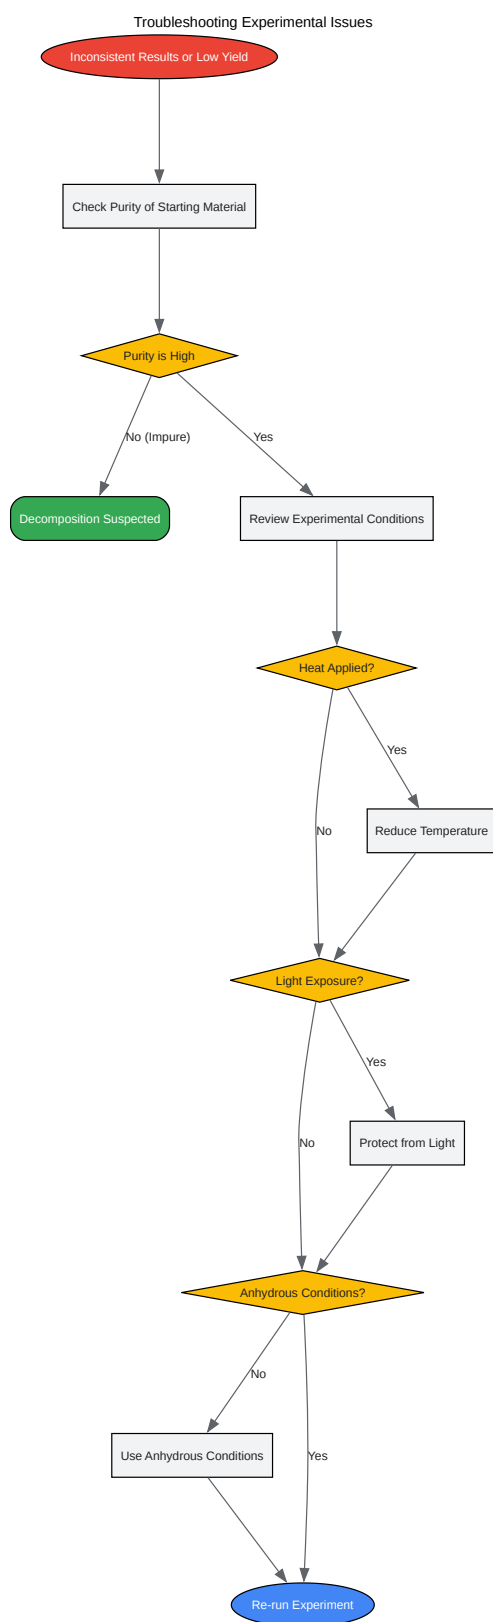 Troubleshooting Experimental Issues
Inconsistent Results or Low Yield
Check Purity of Starting Material
Purity is High
No (Impure)
Yes
Decomposition Suspected
Review Experimental Conditions
Heat Applied?
Yes
Reduce Temperature
No
Light Exposure?
Yes
Protect from Light
No
Anhydrous Conditions?
No
Use Anhydrous Conditions
Yes
Re-run Experiment